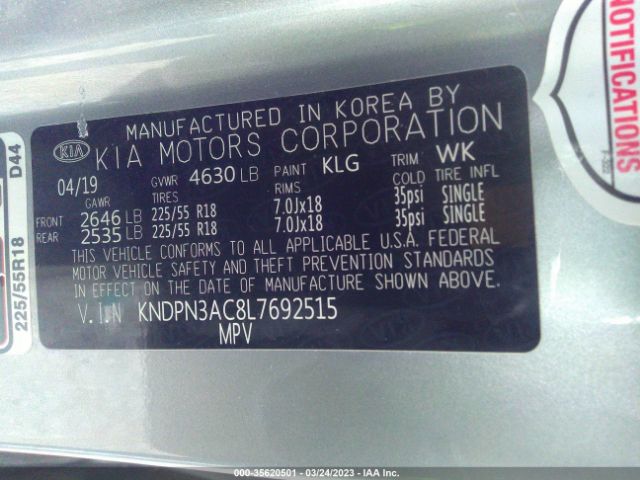 MANUFACTURED IN KOREA BY
KIA KIA MOTORS CORPORATION
04/19 GVWR 4630 LB PAINT KLG TRIM WK
GAWR TIRES RIMS COLD TIRE INFL
FRONT 2646 LB 225/55 R18 7.0Jx18 35psi SINGLE
REAR 2535 LB 225/55 R18 7.0Jx18 35psi SINGLE
THIS VEHICLE CONFORMS TO ALL APPLICABLE U.S.A. FEDERAL
MOTOR VEHICLE SAFETY AND THEFT PREVENTION STANDARDS
IN EFFECT ON THE DATE OF MANUFACTURE SHOWN ABOVE.
V.I.N KNDPN3AC8L7692515
MPV
225/55R18 D44
NOTIFICATIONS
000-35620501 — 03/24/2023 — IAA Inc.